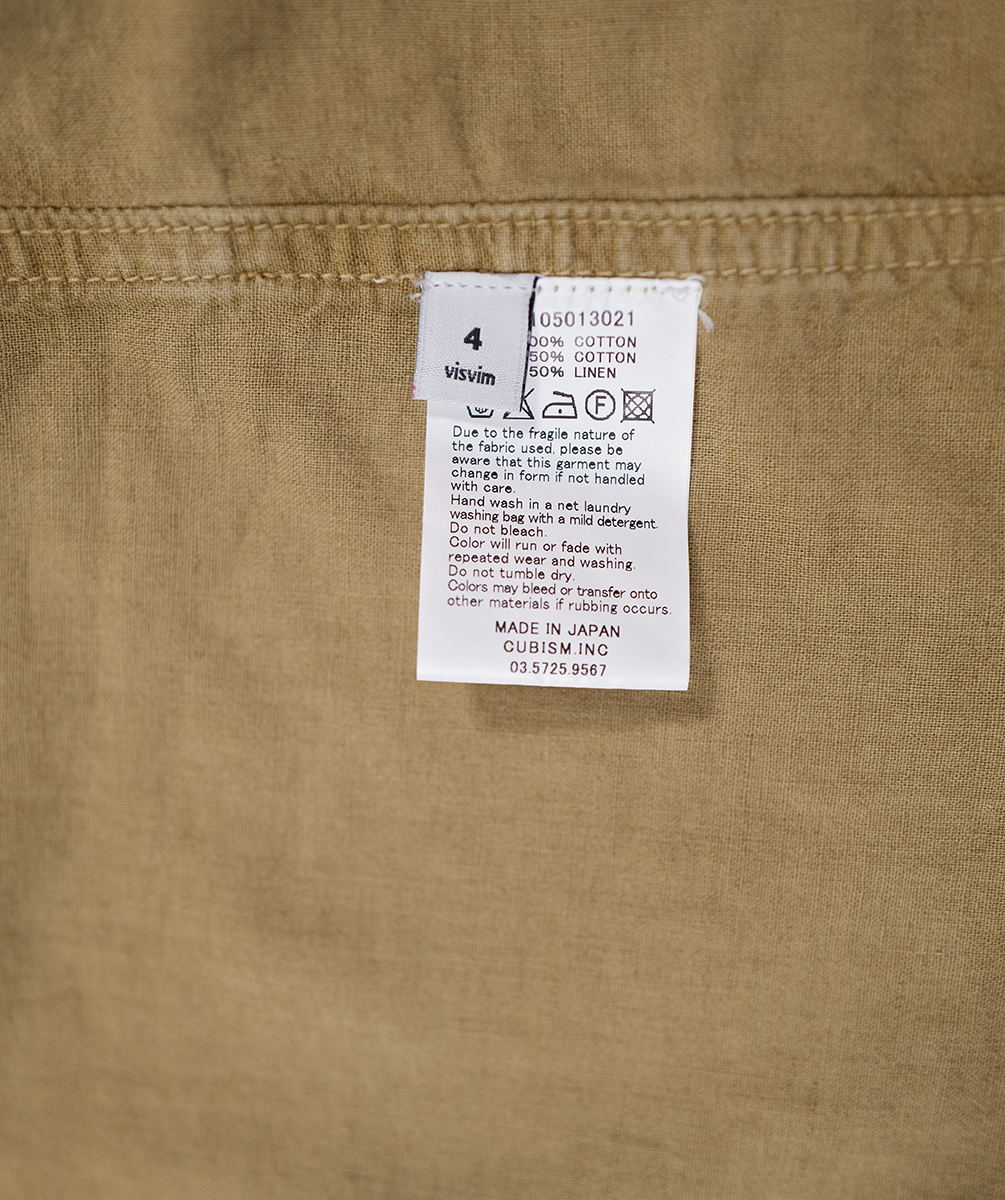 4
visvim
105013021
00% COTTON
50% COTTON
50% LINEN
F
Due to the fragile nature of
the fabric used, please be
aware that this garment may
change in form if not handled
with care.
Hand wash in a net laundry
washing bag with a mild detergent.
Do not bleach.
Color will run or fade with
repeated wear and washing.
Do not tumble dry.
Colors may bleed or transfer onto
other materials if rubbing occurs.
MADE IN JAPAN
CUBISM.INC
03.5725.9567